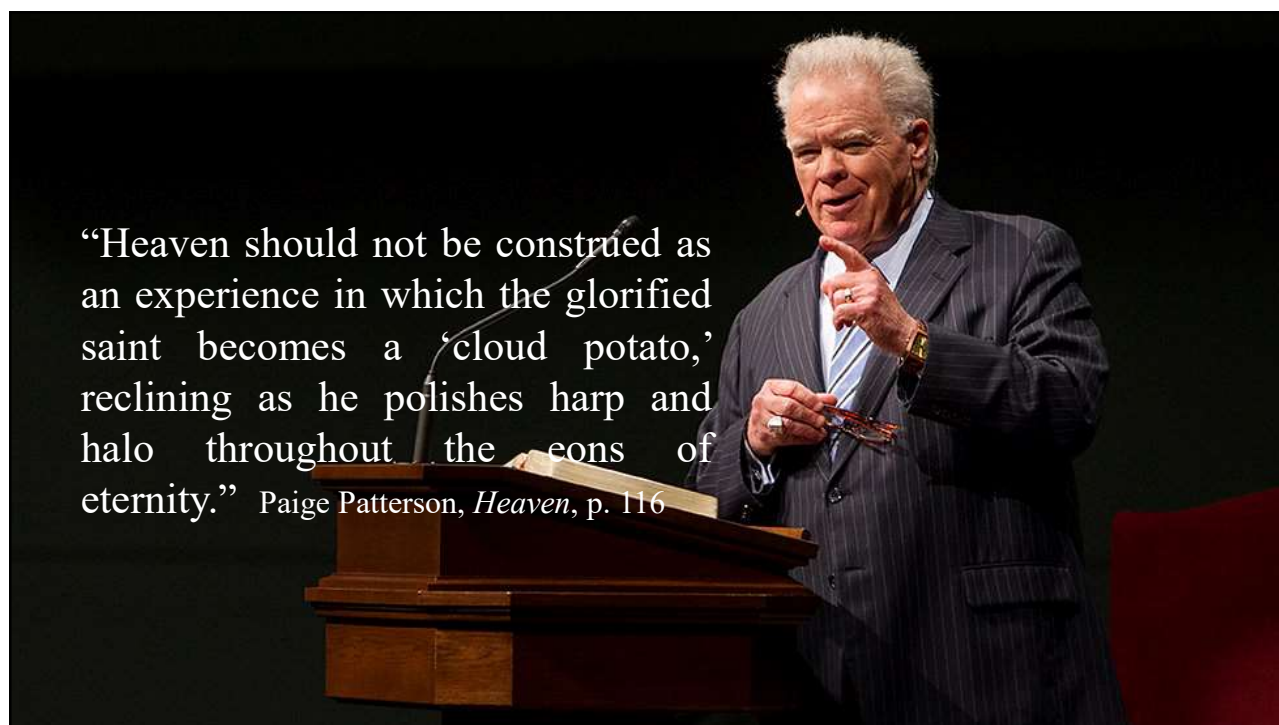 “Heaven should not be construed as
an experience in which the glorified
saint becomes a ‘cloud potato,’
reclining as he polishes harp and
halo throughout the eons of
eternity.” Paige Patterson, Heaven, p. 116